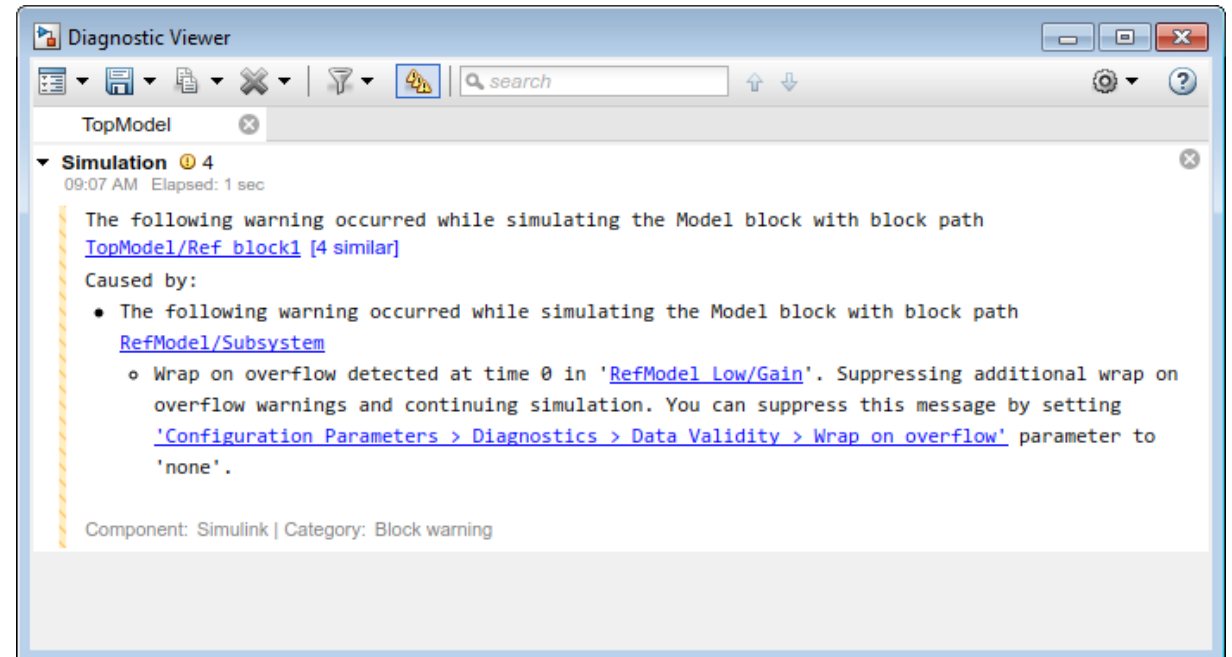 Diagnostic Viewer
search
TopModel
Simulation 4
09:07 AM Elapsed: 1 sec
The following warning occurred while simulating the Model block with block path
TopModel/Ref block1 [4 similar]
Caused by:
• The following warning occurred while simulating the Model block with block path
RefModel/Subsystem
o Wrap on overflow detected at time 0 in 'RefModel Low/Gain'. Suppressing additional wrap on
overflow warnings and continuing simulation. You can suppress this message by setting
'Configuration Parameters > Diagnostics > Data Validity > Wrap on overflow' parameter to
'none'.
Component: Simulink | Category: Block warning